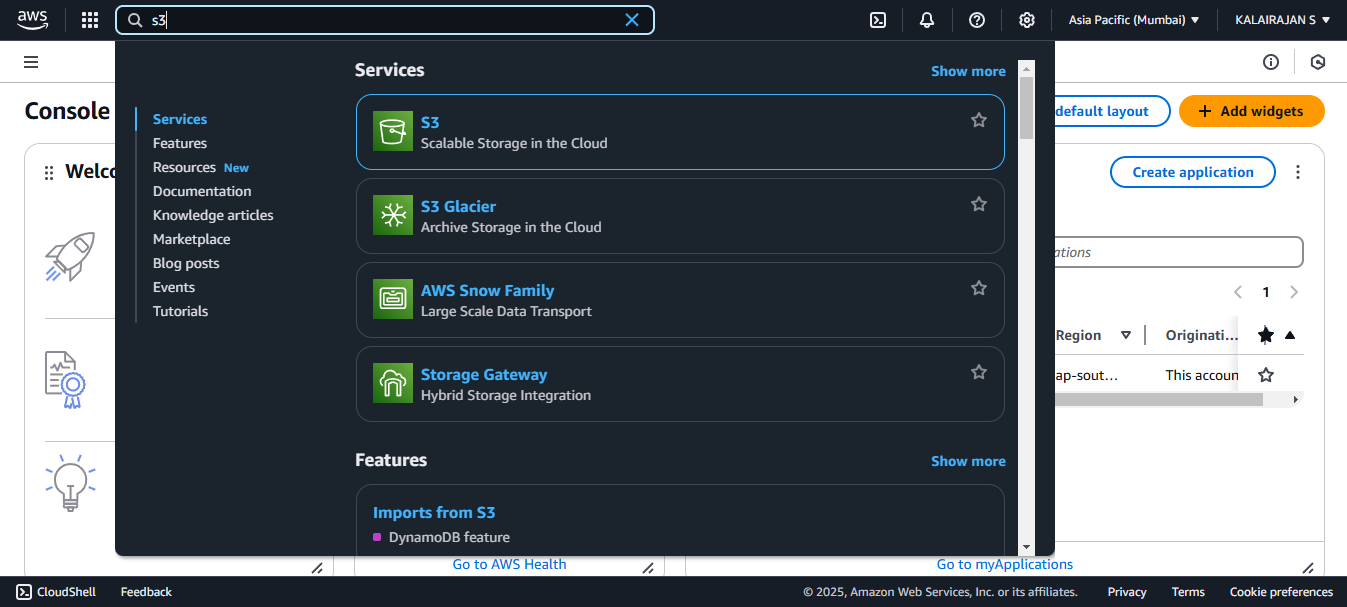 aws
s3
Asia Pacific (Mumbai)
KALAIRAJAN S
Console
default layout
Add widgets
Welco
Create application
Services
Features
Resources New
Documentation
Knowledge articles
Marketplace
Blog posts
Events
Tutorials
Services
Show more
S3
Scalable Storage in the Cloud
S3 Glacier
Archive Storage in the Cloud
AWS Snow Family
Large Scale Data Transport
Storage Gateway
Hybrid Storage Integration
Features
Show more
Imports from S3
DynamoDB feature
ations
1
Region
Originati...
ap-sout...
This accoun
Go to AWS Health
Go to myApplications
CloudShell
Feedback
© 2025, Amazon Web Services, Inc. or its affiliates.
Privacy
Terms
Cookie preferences